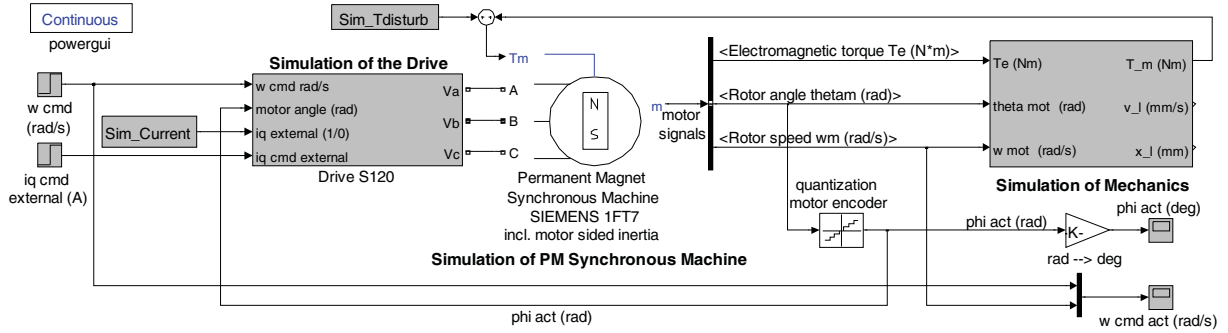 Continuous
powergui
Sim_Tdisturb
w cmd
(rad/s)
iq cmd
external (A)
Sim_Current
Simulation of the Drive
w cmd rad/s
motor angle (rad)
iq external (1/0)
iq cmd external
Va
Vb
Vc
Drive S120
Tm
A
B
C
N
S
m
Permanent Magnet
Synchronous Machine
SIEMENS 1FT7
incl. motor sided inertia
Simulation of PM Synchronous Machine
motor
signals
<Electromagnetic torque Te (N*m)>
<Rotor angle thetam (rad)>
<Rotor speed wm (rad/s)>
Te (Nm)
theta mot (rad)
w mot (rad/s)
T_m (Nm)
v_l (mm/s)
x_l (mm)
Simulation of Mechanics
quantization
motor encoder
phi act (rad)
-K-
rad --> deg
phi act (deg)
phi act (rad)
w cmd act (rad/s)